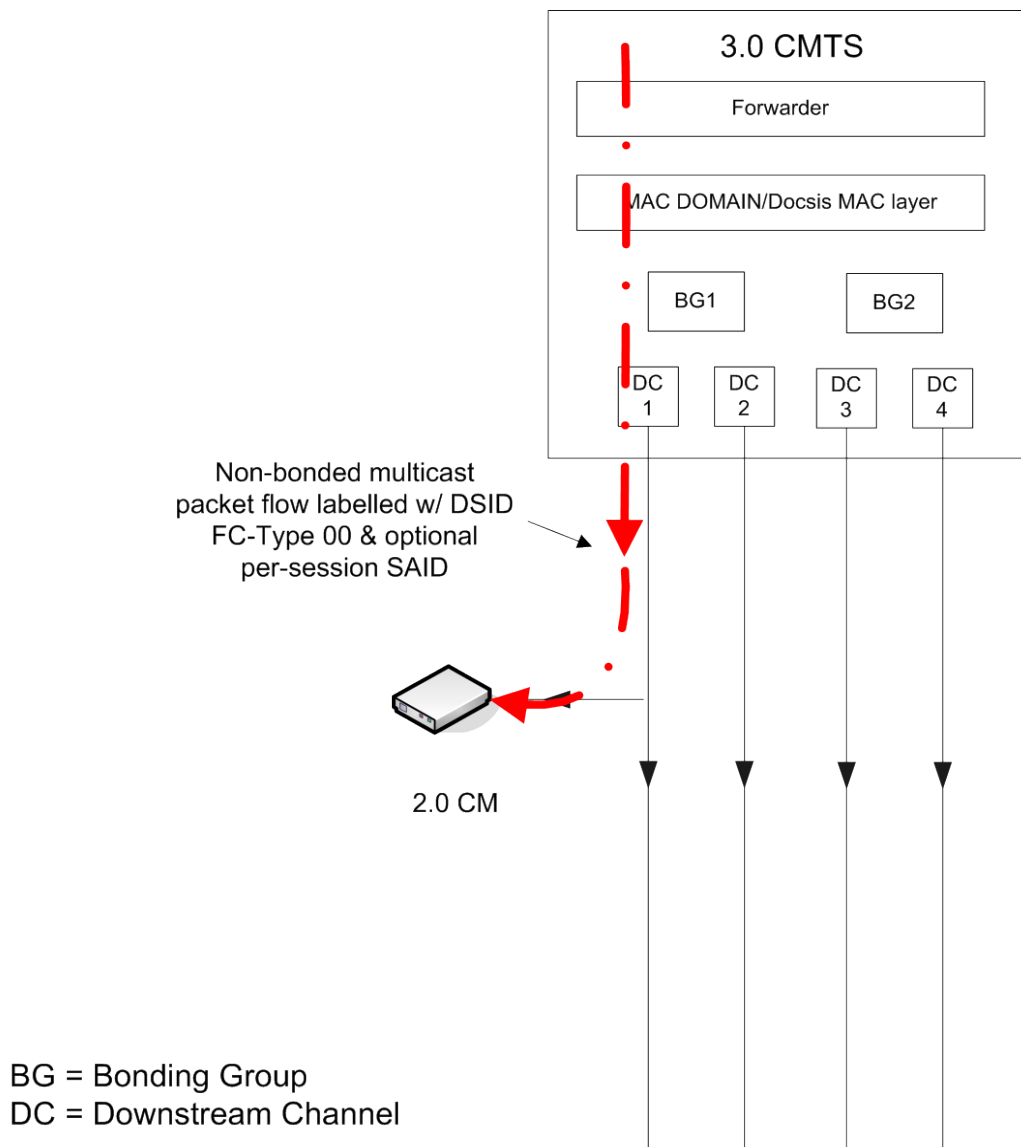 3.0 CMTS
Forwarder
MAC DOMAIN/Docsis MAC layer
BG1
BG2
DC
1
DC
2
DC
3
DC
4
Non-bonded multicast
packet flow labelled w/ DSID
FC-Type 00 & optional
per-session SAID
2.0 CM
BG = Bonding Group
DC = Downstream Channel